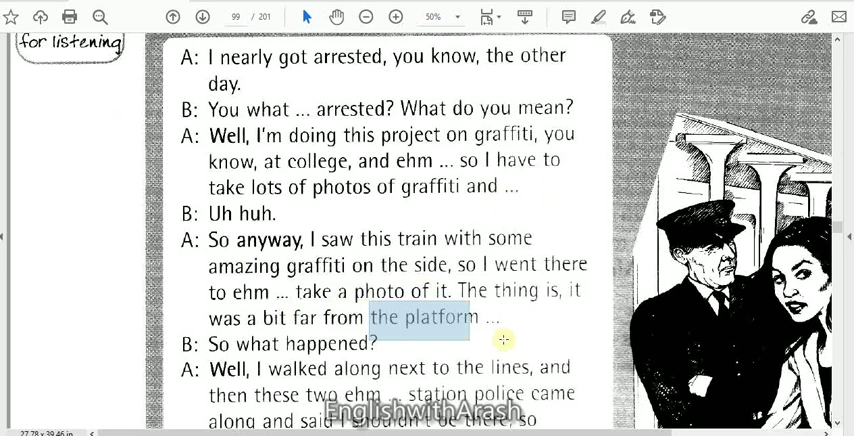 99 / 201
50%
for listening
A: I nearly got arrested, you know, the other
day.
B: You what ... arrested? What do you mean?
A: Well, I'm doing this project on graffiti, you
know, at college, and ehm ... so I have to
take lots of photos of graffiti and ...
B: Uh huh.
A: So anyway, I saw this train with some
amazing graffiti on the side, so I went there
to ehm ... take a photo of it. The thing is, it
was a bit far from the platform ...
B: So what happened?
A: Well, I walked along next to the lines, and
then these two ehm ... station police came
along and said I shouldn't be there, so
EnglishwithArash
27.78 x 39.46 in